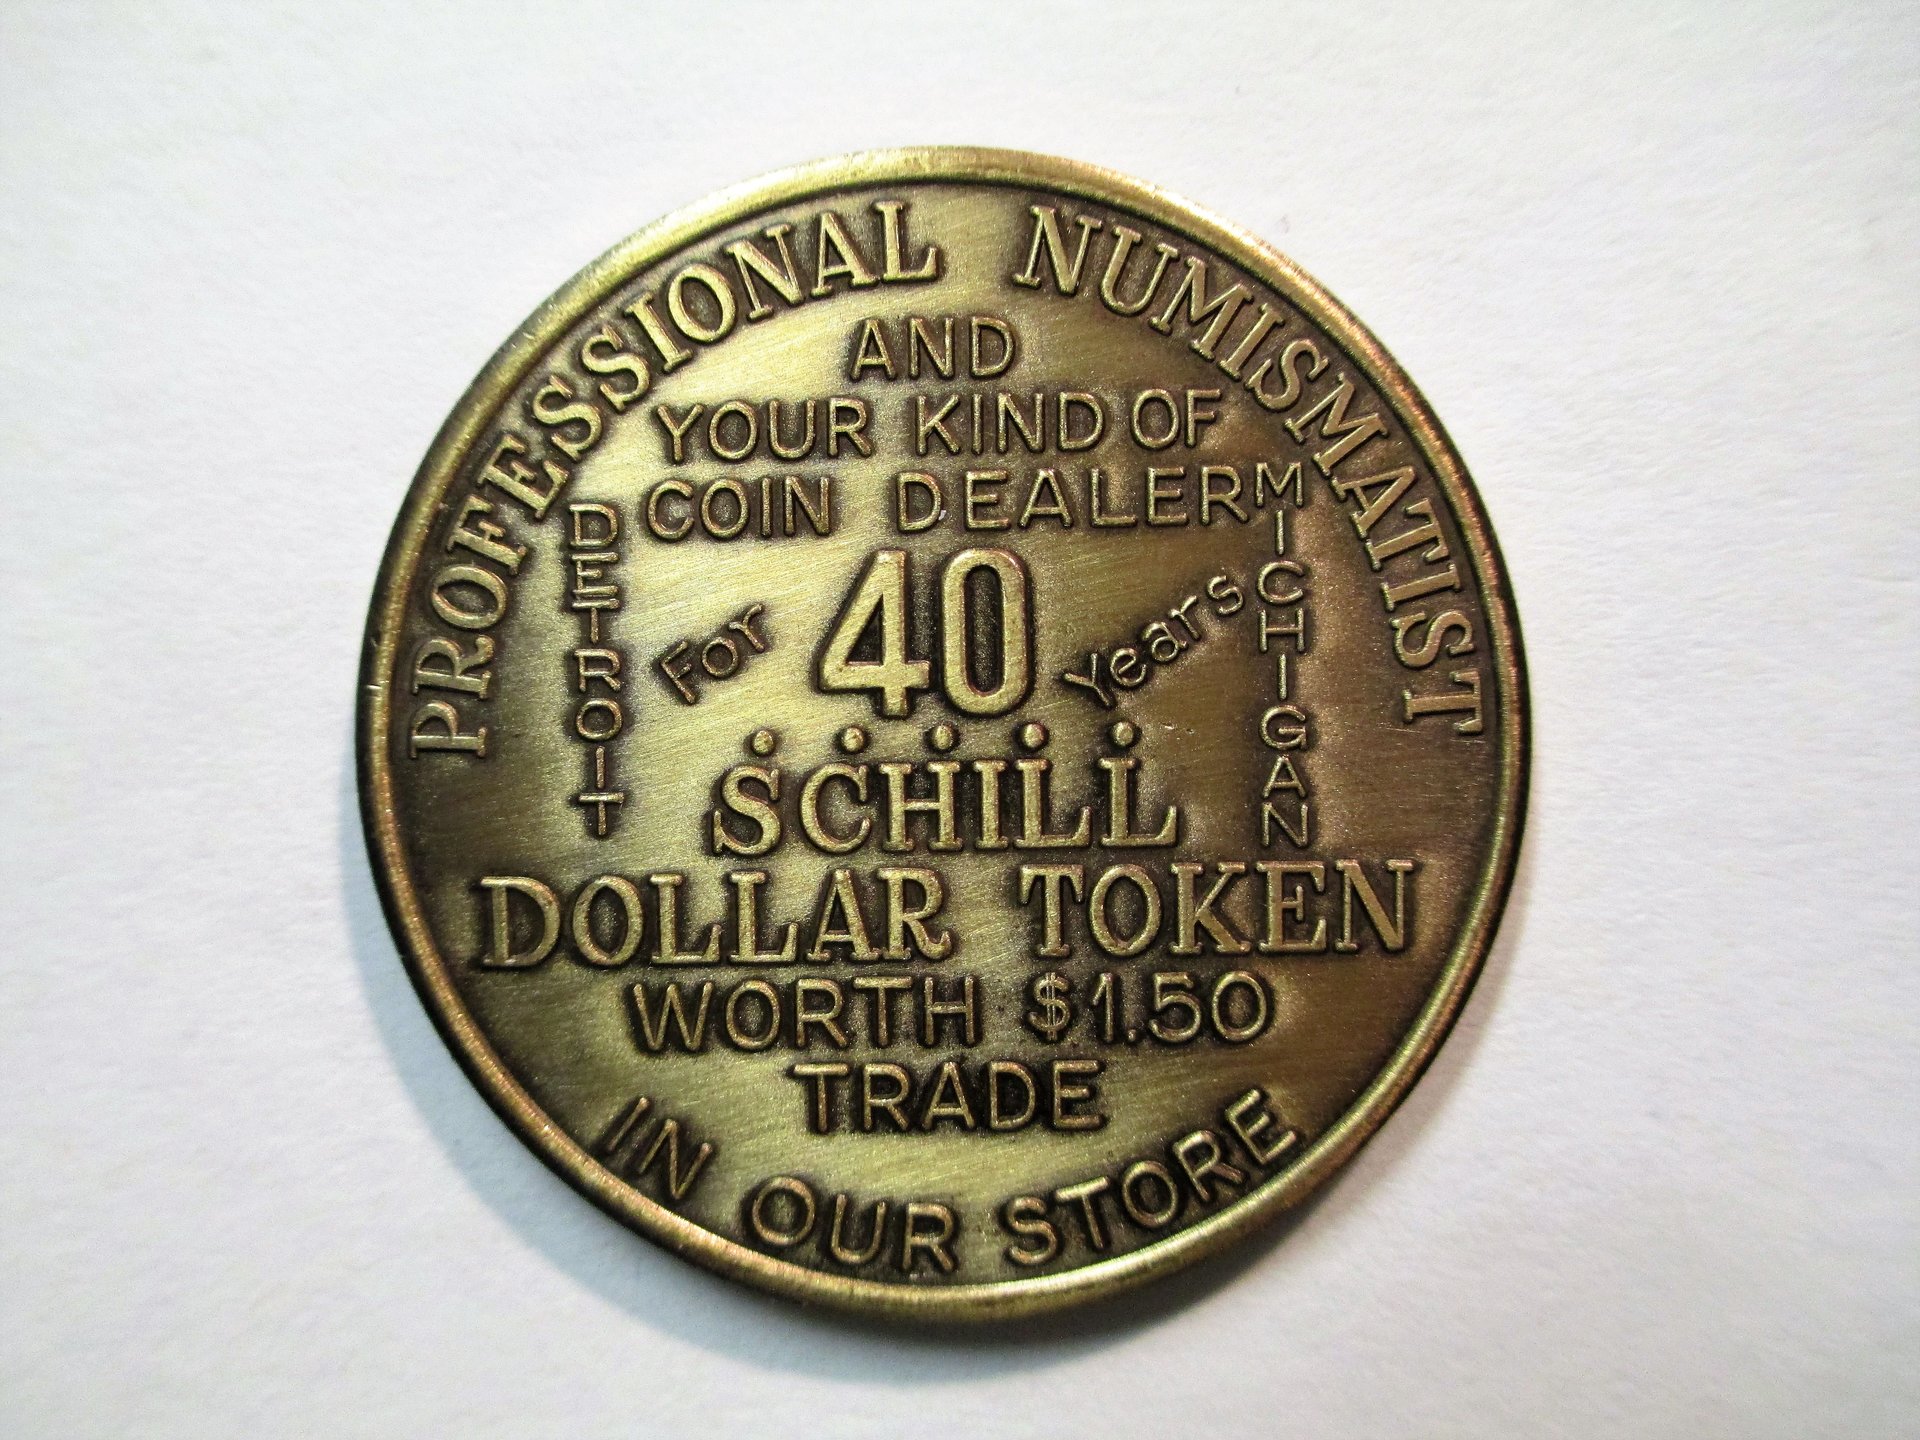 PROFESSIONAL NUMISMATIST
AND
YOUR KIND OF
COIN DEALER
DETROIT
MICHIGAN
For 40 Years
SCHILL
DOLLAR TOKEN
WORTH $1.50
TRADE
IN OUR STORE